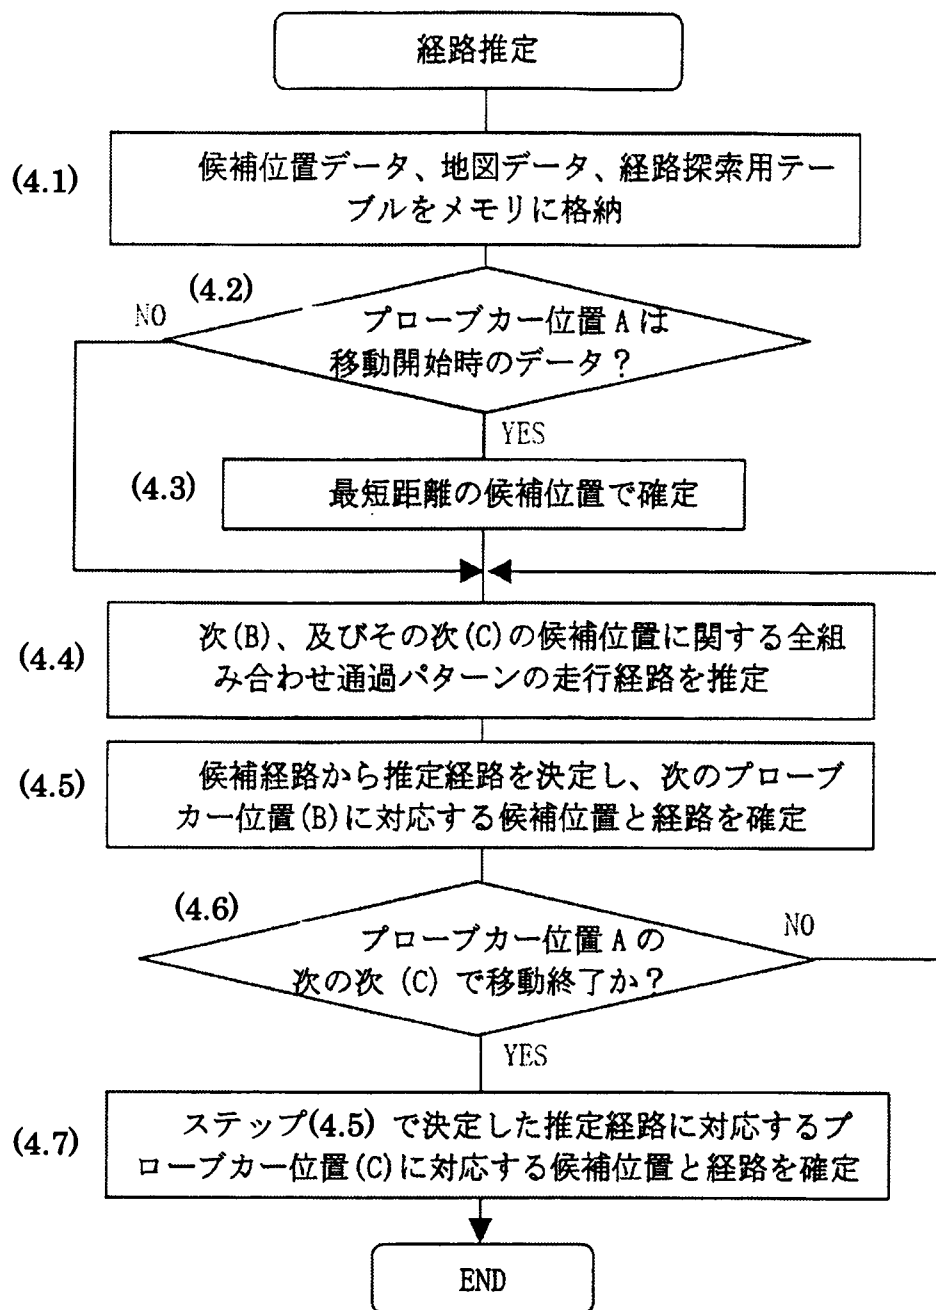 経路推定
(4.1)
候補位置データ、地図データ、経路探索用テー
ブルをメモリに格納
(4.2)
NO
プローブカー位置 A は
移動開始時のデータ？
YES
(4.3)
最短距離の候補位置で確定
(4.4)
次(B)、及びその次(C)の候補位置に関する全組
み合わせ通過パターンの走行経路を推定
(4.5)
候補経路から推定経路を決定し、次のプローブ
カー位置(B)に対応する候補位置と経路を確定
(4.6)
NO
プローブカー位置 A の
次の次 (C) で移動終了か？
YES
(4.7)
ステップ(4.5) で決定した推定経路に対応するプ
ローブカー位置(C)に対応する候補位置と経路を確定
END